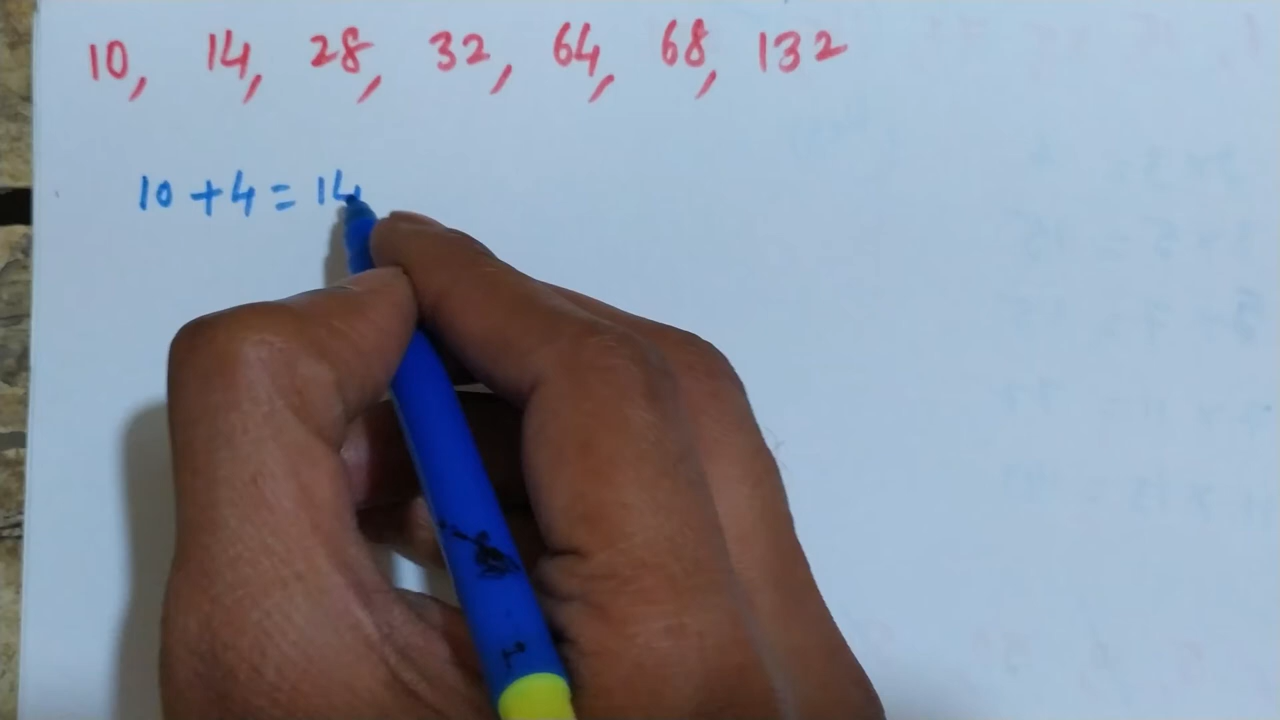 10, 14, 28, 32, 64, 68, 132
10 + 4 = 14